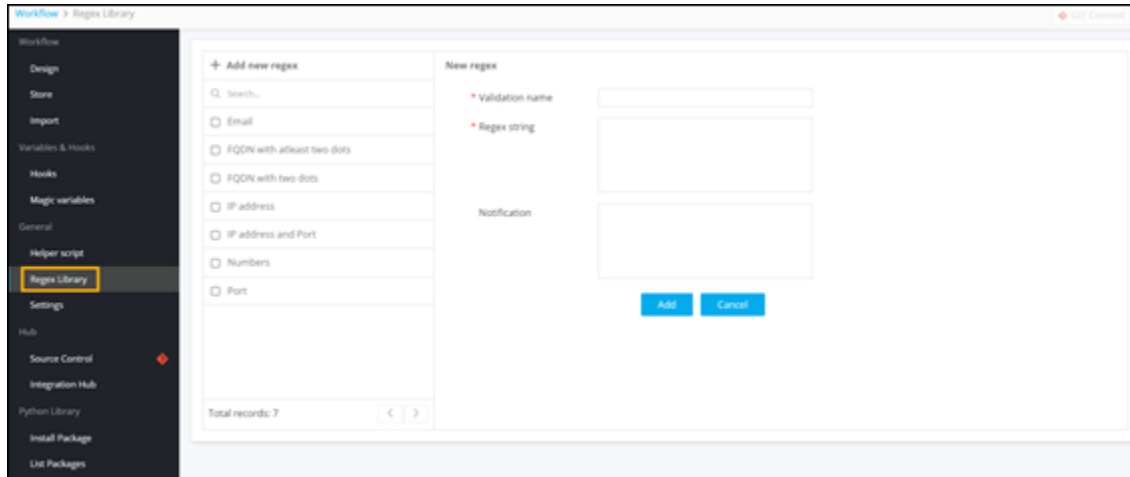 Workflow > Regex Library
GIT Commit
Workflow
Design
Store
Import
Variables & Hooks
Hooks
Magic variables
General
Helper script
Regex Library
Settings
Hub
Source Control
Integration Hub
Python Library
Install Package
List Packages
+ Add new regex
Search...
Email
FQDN with atleast two dots
FQDN with two dots
IP address
IP address and Port
Numbers
Port
Total records: 7
< >
New regex
* Validation name
* Regex string
Notification
Add Cancel